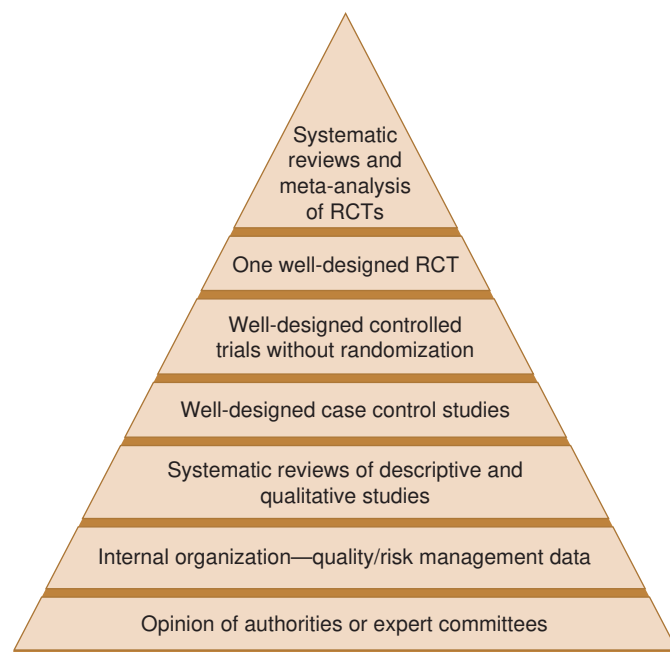 Systematic
reviews and
meta-analysis
of RCTs
One well-designed RCT
Well-designed controlled
trials without randomization
Well-designed case control studies
Systematic reviews of descriptive and
qualitative studies
Internal organization—quality/risk management data
Opinion of authorities or expert committees